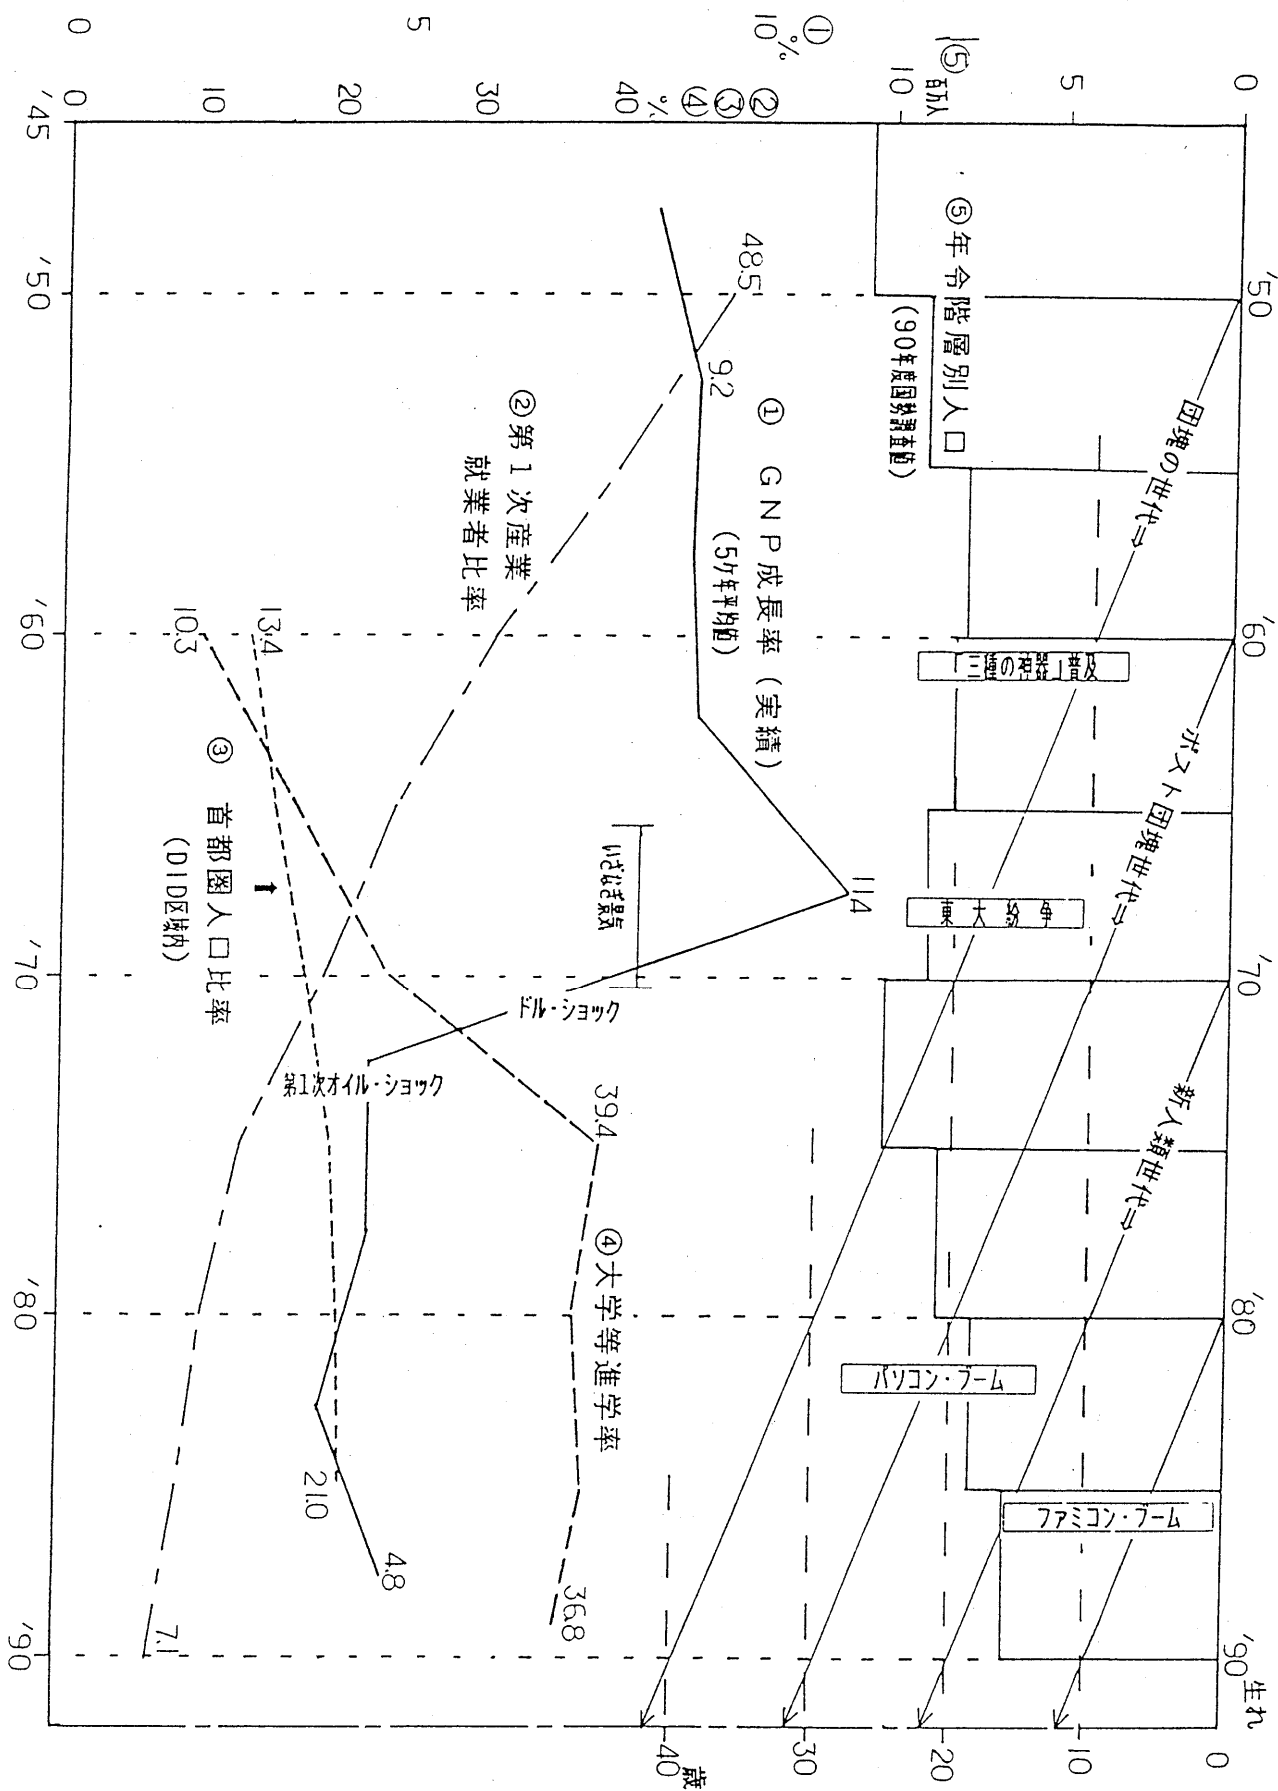 '50
'60
'70
'80
'90 生れ
0
5
10
⑤
百万人
①
%
10
5
0
②
③
④
%
40
30
20
10
0
0
10
20
30
40
歳
⑤年令階層別人口
(90年度国勢調査値)
団塊の世代⇒
ポスト団塊世代⇒
新人類世代⇒
三種の神器」普及
東大紛争
パソコン・ブーム
ファミコン・ブーム
① GNP成長率(実績)
(5ケ年平均値)
48.5
9.2
11.4
いざなぎ景気
②第1次産業
就業者比率
ドル・ショック
第1次オイル・ショック
39.4
④大学等進学率
36.8
13.4
10.3
③ 首都圏人口比率
(DID区域内)
21.0
4.8
7.1
'45
'50
'60
'70
'80
'90